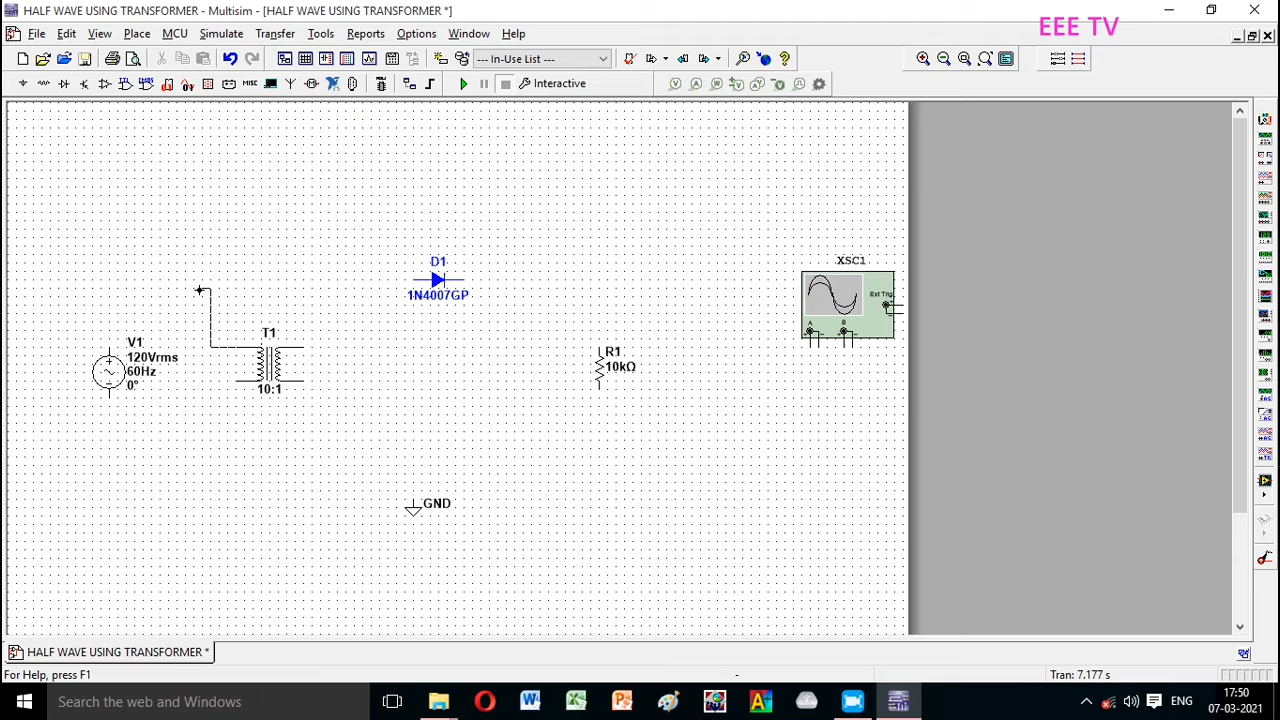 HALF WAVE USING TRANSFORMER - Multisim - [HALF WAVE USING TRANSFORMER *]
EEE TV
File Edit View Place MCU Simulate Transfer Tools Reports Options Window Help
--- In-Use List ---
MISC
Interactive
D1
1N4007GP
XSC1
Ext Trig
A B
T1
10:1
V1
120Vrms
60Hz
0°
R1
10kΩ
GND
HALF WAVE USING TRANSFORMER *
For Help, press F1
-
Tran: 7.177 s
Search the web and Windows
ENG
17:50
07-03-2021